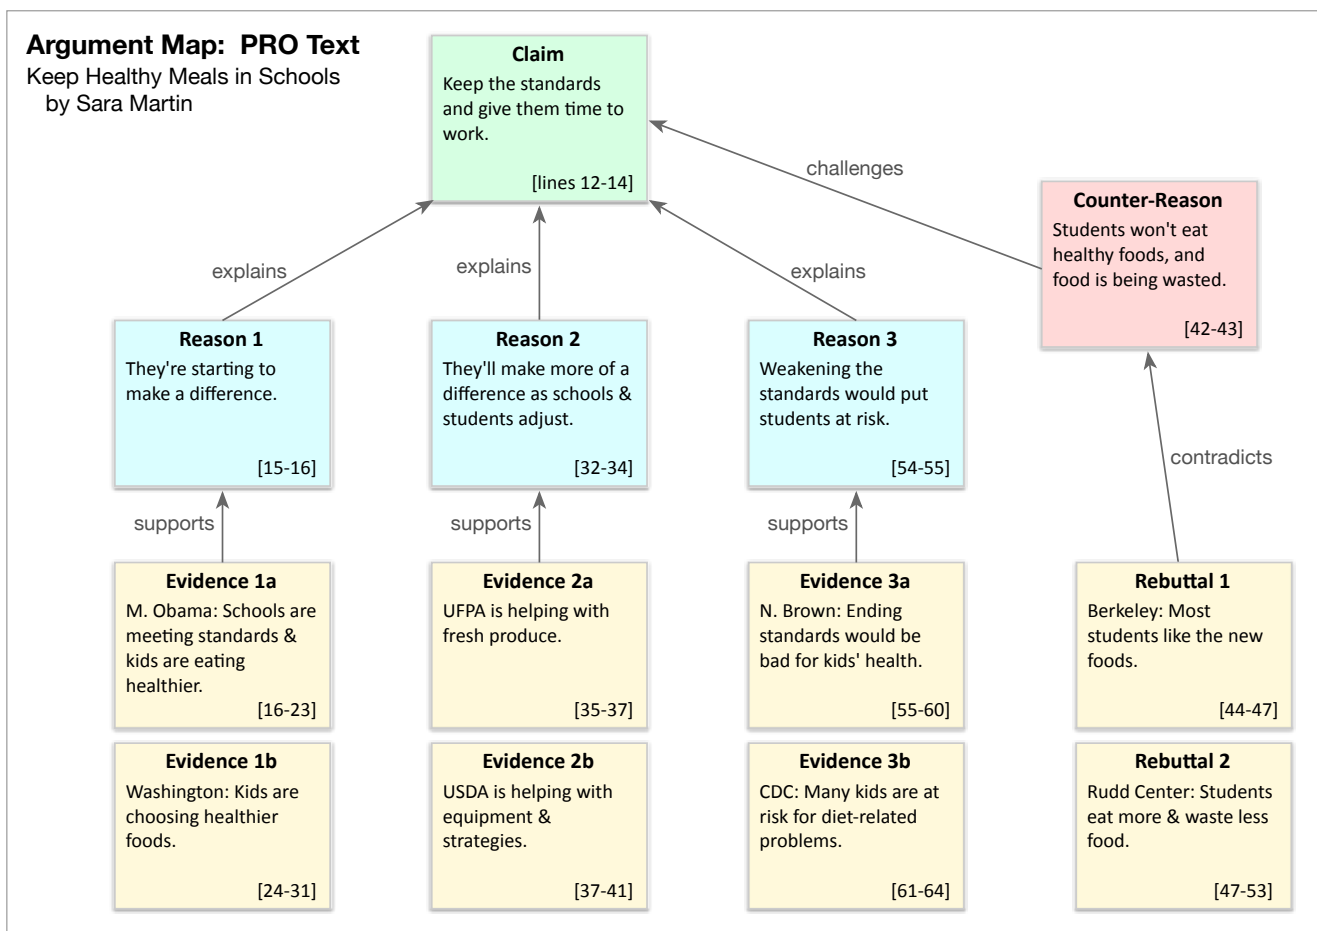 Argument Map:  PRO Text
Keep Healthy Meals in Schools
by Sara Martin
Claim
Keep the standards
and give them time to
work.
[lines 12-14]
challenges
Counter-Reason
Students won't eat
healthy foods, and
food is being wasted.
[42-43]
explains
explains
explains
Reason 1
They're starting to
make a difference.
[15-16]
Reason 2
They'll make more of a
difference as schools &
students adjust.
[32-34]
Reason 3
Weakening the
standards would put
students at risk.
[54-55]
contradicts
supports
supports
supports
Evidence 1a
M. Obama: Schools are
meeting standards &
kids are eating
healthier.
[16-23]
Evidence 2a
UFPA is helping with
fresh produce.
[35-37]
Evidence 3a
N. Brown: Ending
standards would be
bad for kids' health.
[55-60]
Rebuttal 1
Berkeley: Most
students like the new
foods.
[44-47]
Evidence 1b
Washington: Kids are
choosing healthier
foods.
[24-31]
Evidence 2b
USDA is helping with
equipment &
strategies.
[37-41]
Evidence 3b
CDC: Many kids are at
risk for diet-related
problems.
[61-64]
Rebuttal 2
Rudd Center: Students
eat more & waste less
food.
[47-53]